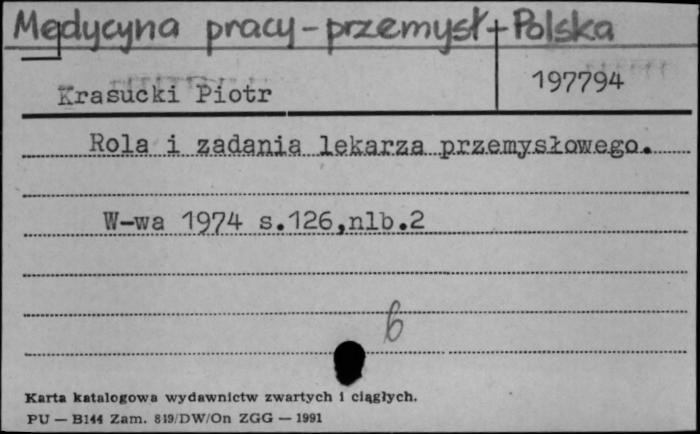 Medycyna pracy - przemysł - Polska
Krasucki Piotr
197794
Rola i zadania lekarza przemysłowego.
W-wa 1974 s.126,nlb.2
6
Karta katalogowa wydawnictw zwartych i ciągłych.
PU — B144 Zam. 819/DW/On ZGG — 1991